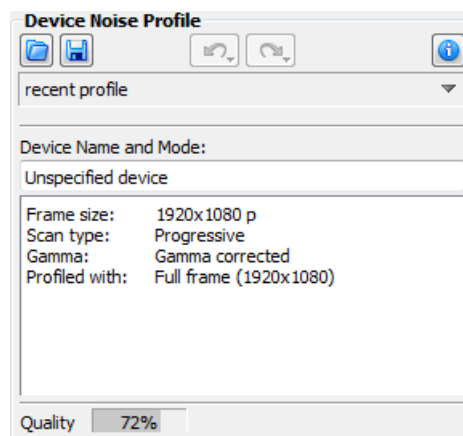 Device Noise Profile
recent profile
Device Name and Mode:
Unspecified device
Frame size: 1920x1080 p
Scan type: Progressive
Gamma: Gamma corrected
Profiled with: Full frame (1920x1080)
Quality 72%